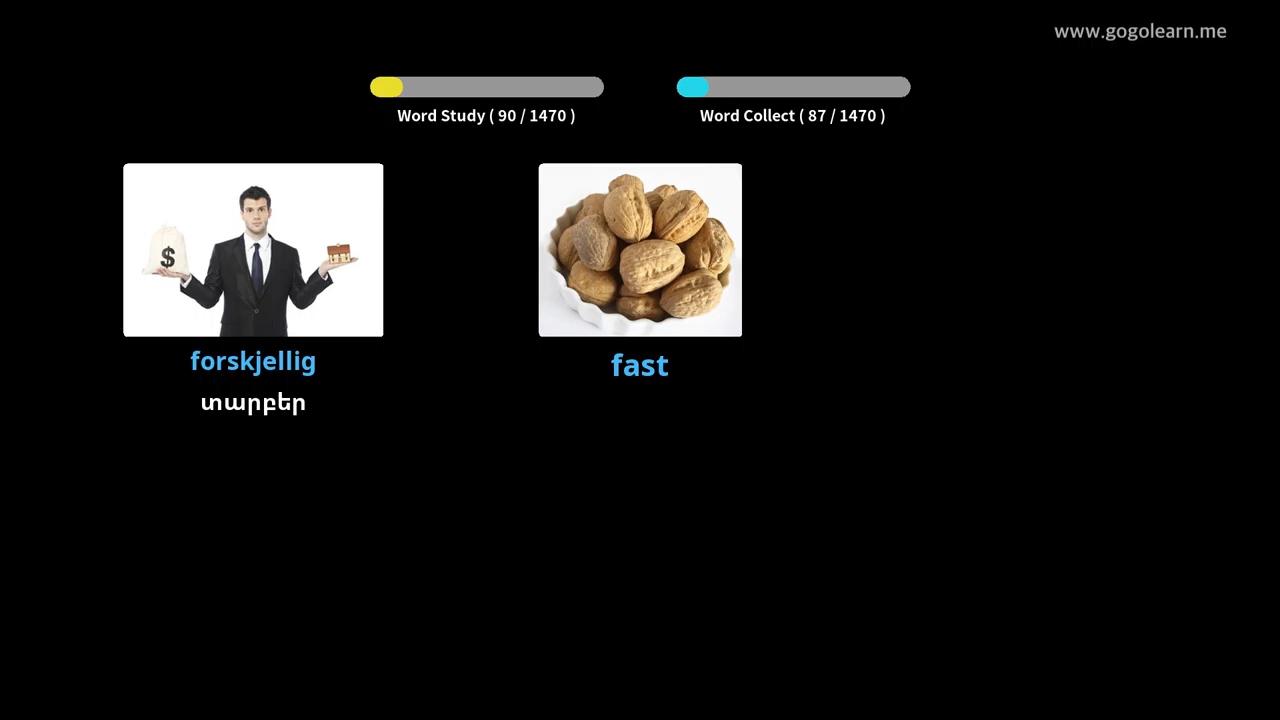 www.gogolearn.me
Word Study ( 90 / 1470 )
Word Collect ( 87 / 1470 )
$
forskjellig
fast
տարբեր